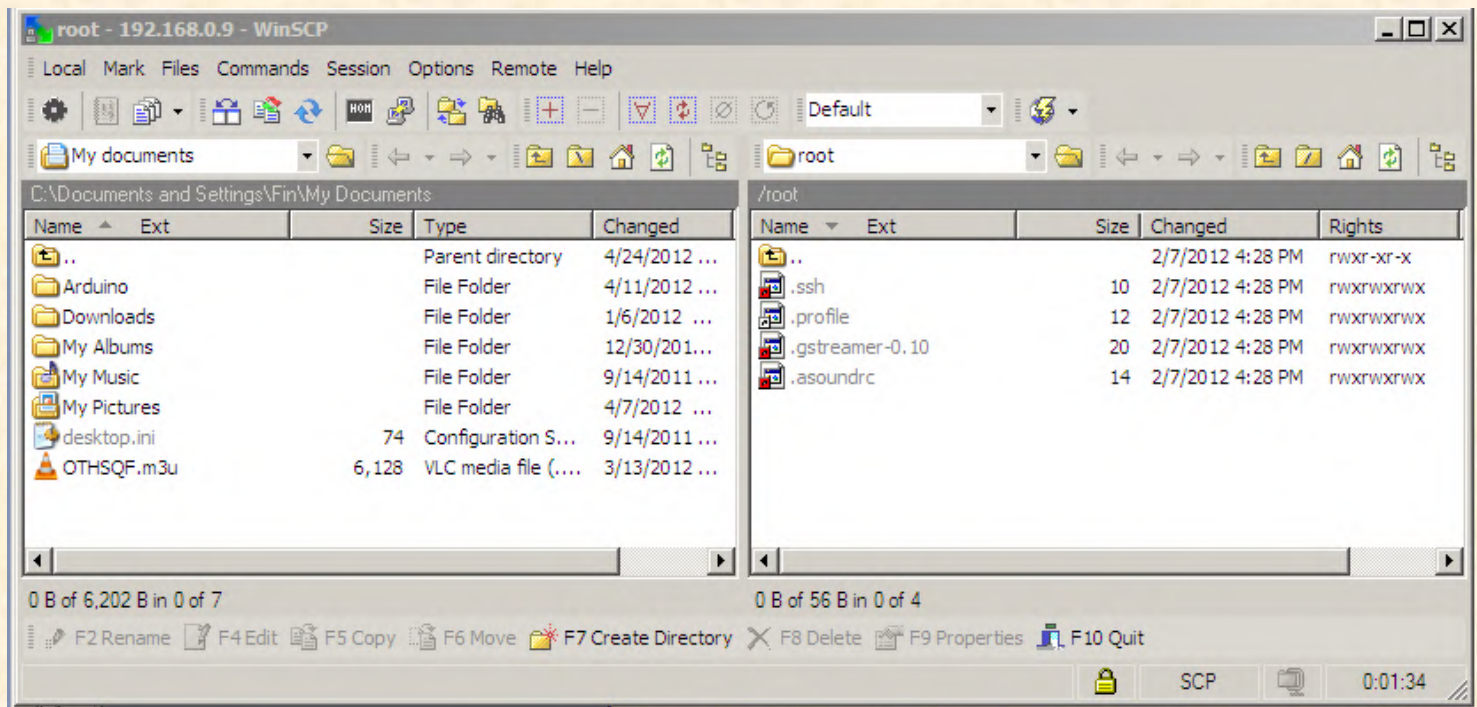 root - 192.168.0.9 - WinSCP
Local Mark Files Commands Session Options Remote Help
Default
My documents root
C:\Documents and Settings\Fin\My Documents /root
Name Ext Size Type Changed Name Ext Size Changed Rights
.. Parent directory 4/24/2012 ... .. 2/7/2012 4:28 PM rwxr-xr-x
Arduino File Folder 4/11/2012 ... .ssh 10 2/7/2012 4:28 PM rwxrwxrwx
Downloads File Folder 1/6/2012 ... .profile 12 2/7/2012 4:28 PM rwxrwxrwx
My Albums File Folder 12/30/201... .gstreamer-0.10 20 2/7/2012 4:28 PM rwxrwxrwx
My Music File Folder 9/14/2011 ... .asoundrc 14 2/7/2012 4:28 PM rwxrwxrwx
My Pictures File Folder 4/7/2012 ...
desktop.ini 74 Configuration S... 9/14/2011 ...
OTHSQF.m3u 6,128 VLC media file (.... 3/13/2012 ...
0 B of 6,202 B in 0 of 7 0 B of 56 B in 0 of 4
F2 Rename F4 Edit F5 Copy F6 Move F7 Create Directory F8 Delete F9 Properties F10 Quit
SCP 0:01:34